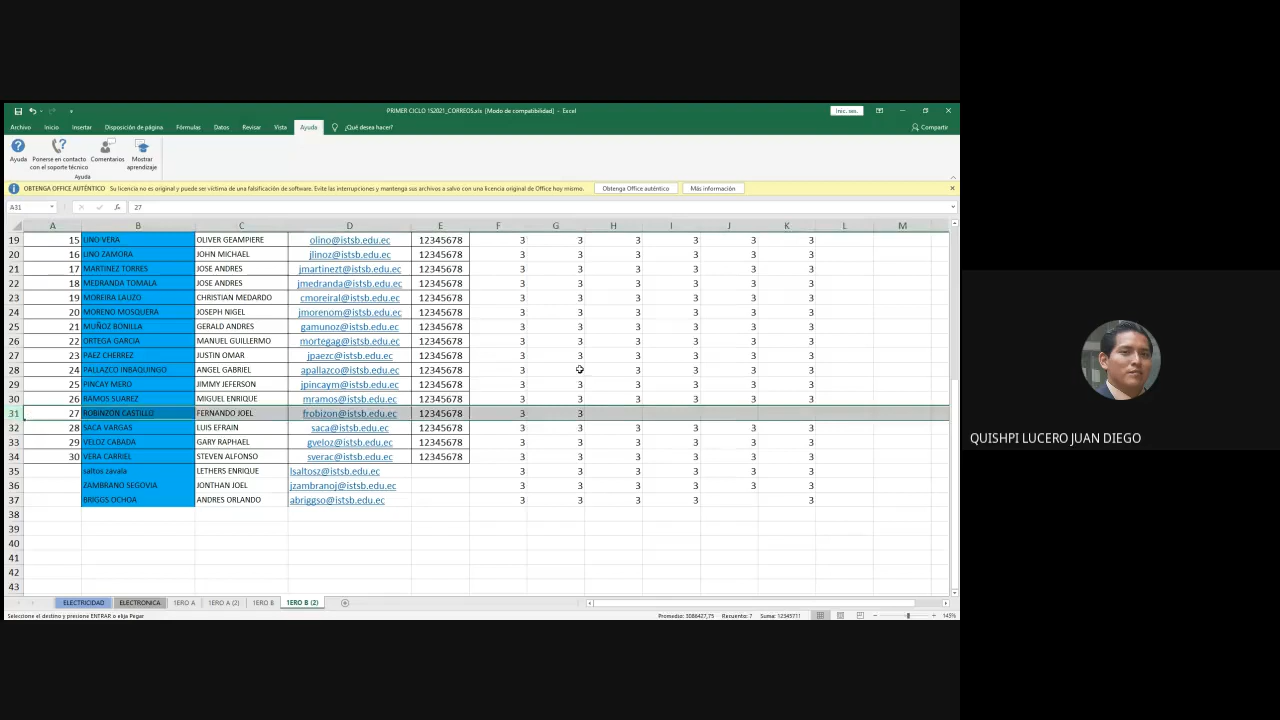 PRIMER CICLO 1S2021_CORREOS.xls [Modo de compatibilidad] - Excel
Inic. ses.
Archivo Inicio Insertar Disposición de página Fórmulas Datos Revisar Vista Ayuda ¿Qué desea hacer? Compartir
Ayuda Ponerse en contacto con el soporte técnico Comentarios Mostrar aprendizaje
Ayuda
OBTENGA OFFICE AUTÉNTICO Su licencia no es original y puede ser víctima de una falsificación de software. Evite las interrupciones y mantenga sus archivos a salvo con una licencia original de Office hoy mismo. Obtenga Office auténtico Más información
A31 fx 27
A B C D E F G H I J K L M
19 15 LINO VERA OLIVER GEAMPIERE olino@istsb.edu.ec 12345678 3 3 3 3 3 3
20 16 LINO ZAMORA JOHN MICHAEL jlinoz@istsb.edu.ec 12345678 3 3 3 3 3 3
21 17 MARTINEZ TORRES JOSE ANDRES jmartinezt@istsb.edu.ec 12345678 3 3 3 3 3 3
22 18 MEDRANDA TOMALA JOSE ANDRES jmedranda@istsb.edu.ec 12345678 3 3 3 3 3 3
23 19 MOREIRA LAUZO CHRISTIAN MEDARDO cmoreiral@istsb.edu.ec 12345678 3 3 3 3 3 3
24 20 MORENO MOSQUERA JOSEPH NIGEL jmorenom@istsb.edu.ec 12345678 3 3 3 3 3 3
25 21 MUÑOZ BONILLA GERALD ANDRES gamunoz@istsb.edu.ec 12345678 3 3 3 3 3 3
26 22 ORTEGA GARCIA MANUEL GUILLERMO mortegag@istsb.edu.ec 12345678 3 3 3 3 3 3
27 23 PAEZ CHERREZ JUSTIN OMAR jpaezc@istsb.edu.ec 12345678 3 3 3 3 3 3
28 24 PALLAZCO INBAQUINGO ANGEL GABRIEL apallazco@istsb.edu.ec 12345678 3 3 3 3 3 3
29 25 PINCAY MERO JIMMY JEFERSON jpincaym@istsb.edu.ec 12345678 3 3 3 3 3 3
30 26 RAMOS SUAREZ MIGUEL ENRIQUE mramos@istsb.edu.ec 12345678 3 3 3 3 3 3
31 27 ROBINZON CASTILLO FERNANDO JOEL frobizon@istsb.edu.ec 12345678 3 3
32 28 SACA VARGAS LUIS EFRAIN saca@istsb.edu.ec 12345678 3 3 3 3 3 3
33 29 VELOZ CABADA GARY RAPHAEL gveloz@istsb.edu.ec 12345678 3 3 3 3 3 3
34 30 VERA CARRIEL STEVEN ALFONSO sverac@istsb.edu.ec 12345678 3 3 3 3 3 3
35 saltos zavala LETHERS ENRIQUE lsaltosz@istsb.edu.ec 3 3 3 3 3 3
36 ZAMBRANO SEGOVIA JONTHAN JOEL jzambranoj@istsb.edu.ec 3 3 3 3 3 3
37 BRIGGS OCHOA ANDRES ORLANDO abriggso@istsb.edu.ec 3 3 3 3 3
38
39
40
41
42
43
ELECTRICIDAD ELECTRONICA 1ERO A 1ERO A (2) 1ERO B 1ERO B (2)
Seleccione el destino y presione ENTRAR o elija Pegar Promedio: 3086427,75 Recuento: 7 Suma: 12345711 145%
QUISHPI LUCERO JUAN DIEGO